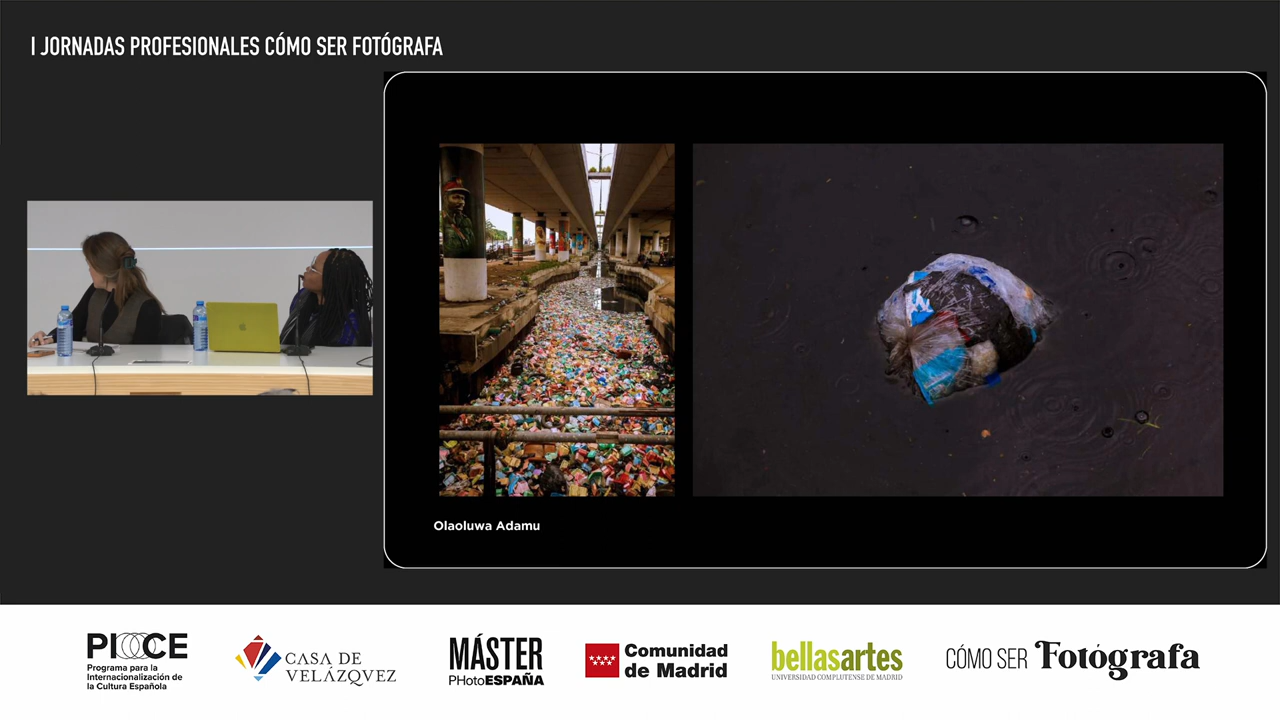 I JORNADAS PROFESIONALES CÓMO SER FOTÓGRAFA
Olaoluwa Adamu
PICE
Programa para la
Internacionalización de
la Cultura Española
CASA DE
VELÁZQVEZ
MÁSTER
PHotoESPAÑA
Comunidad
de Madrid
bellasartes
UNIVERSIDAD COMPLUTENSE DE MADRID
CÓMO SER Fotógrafa